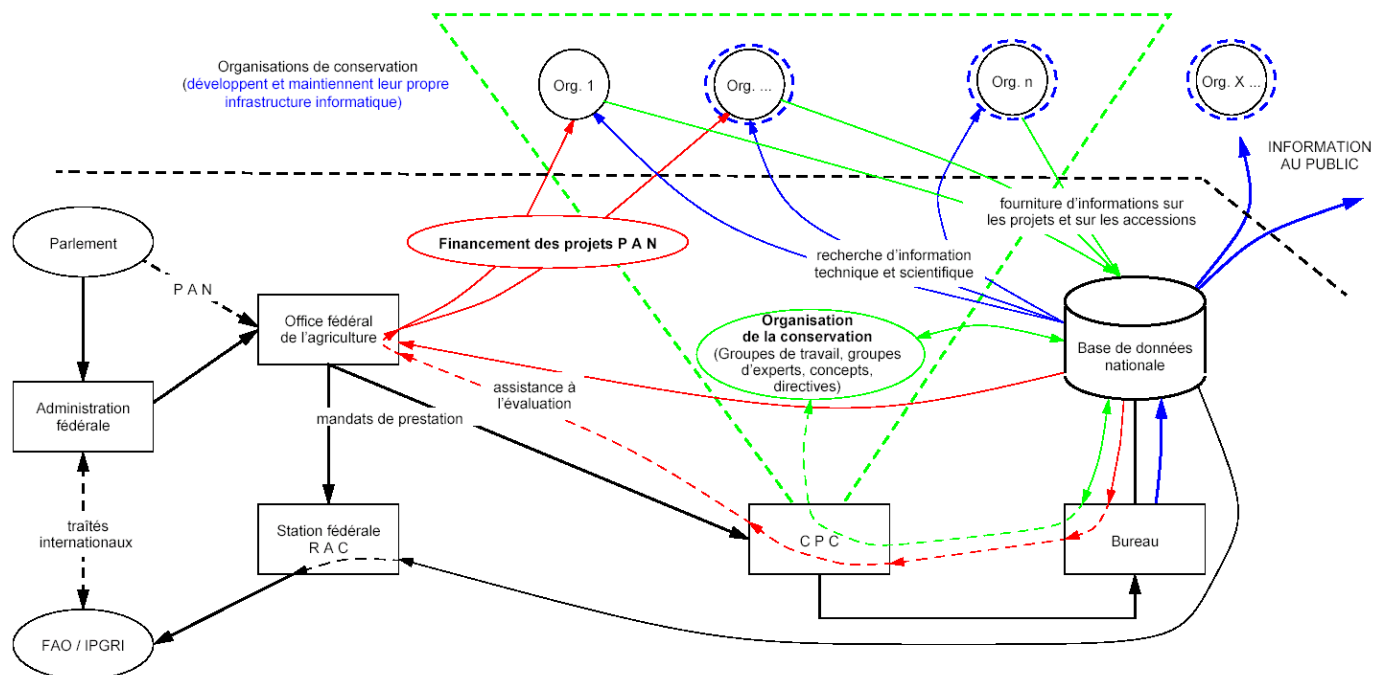 Organisations de conservation
(développent et maintiennent leur propre
infrastructure informatique)
Org. 1
Org. ...
Org. n
Org. X ...
INFORMATION
AU PUBLIC
fourniture d'informations sur
les projets et sur les accessions
Parlement
Financement des projets P A N
recherche d'information
technique et scientifique
P A N
Office fédéral
de l'agriculture
Organisation
de la conservation
(Groupes de travail, groupes
d'experts, concepts,
directives)
Base de données
nationale
assistance à
l'évaluation
Administration
fédérale
mandats de prestation
traîtés
internationaux
Station fédérale
R A C
C P C
Bureau
FAO / IPGRI